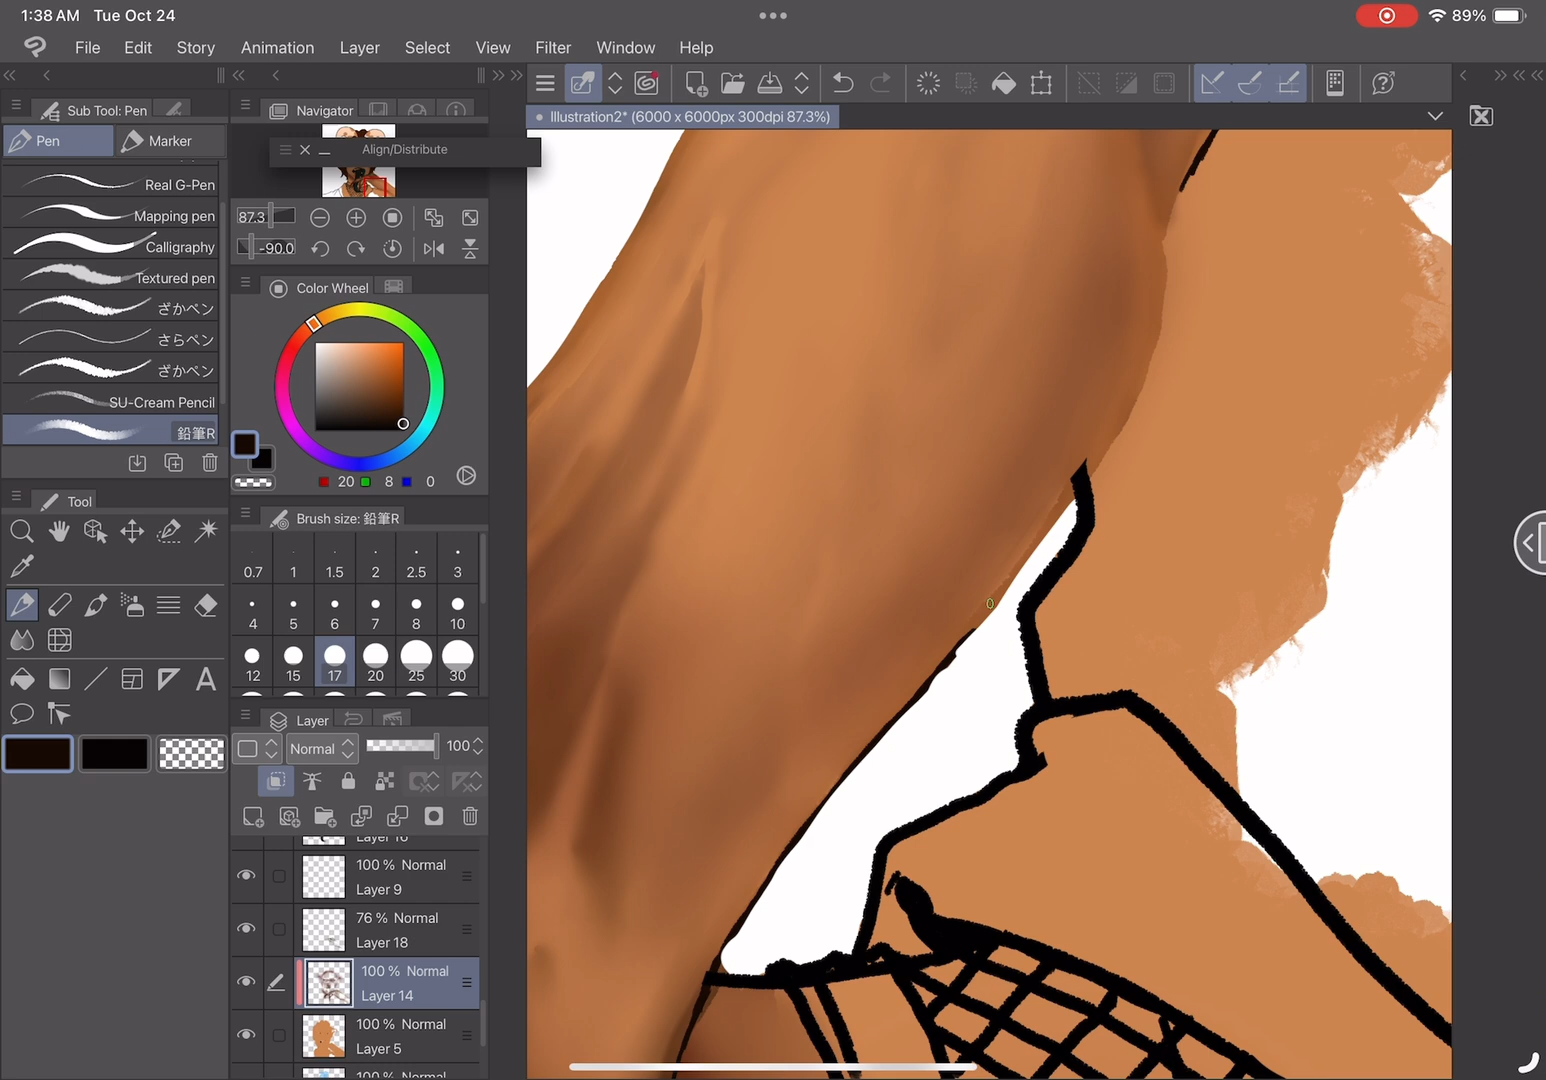 1:38 AM Tue Oct 24
89%
File Edit Story Animation Layer Select View Filter Window Help
Sub Tool: Pen
Navigator
Illustration2* (6000 x 6000px 300dpi 87.3%)
Pen Marker
Align/Distribute
Real G-Pen
Mapping pen
Calligraphy
Textured pen
ざかペン
さらペン
ざかペン
SU-Cream Pencil
鉛筆R
87.3
-90.0
Color Wheel
20 8 0
Tool
Brush size: 鉛筆R
0.7 1 1.5 2 2.5 3
4 5 6 7 8 10
12 15 17 20 25 30
Layer
Normal 100
Layer 16
100 % Normal
Layer 9
76 % Normal
Layer 18
100 % Normal
Layer 14
100 % Normal
Layer 5
100 % Normal